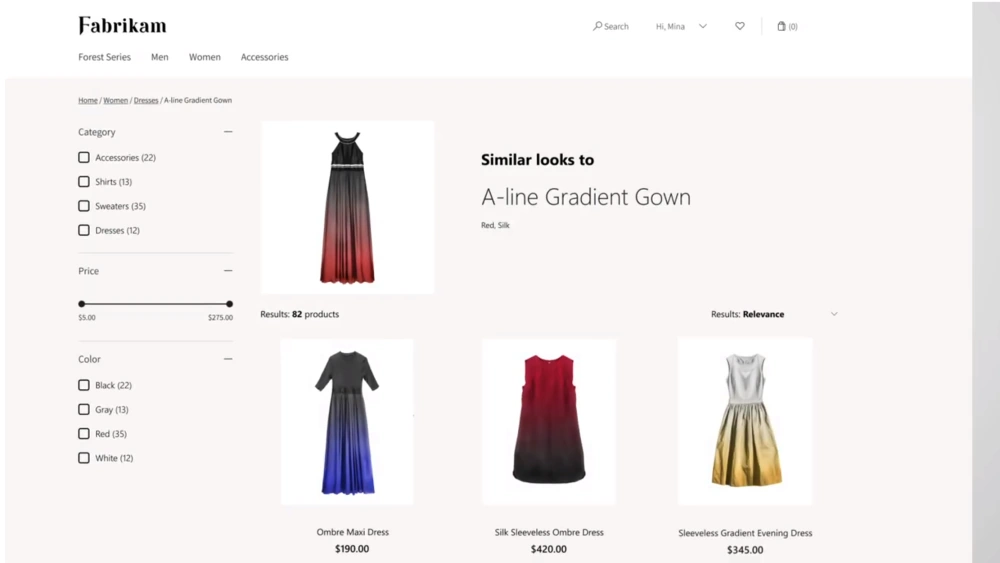 Fabrikam
Search
Hi, Mina
(0)
Forest Series
Men
Women
Accessories
Home / Women / Dresses / A-line Gradient Gown
Category
Accessories (22)
Shirts (13)
Sweaters (35)
Dresses (12)
Price
$5.00
$275.00
Color
Black (22)
Gray (13)
Red (35)
White (12)
Similar looks to
A-line Gradient Gown
Red, Silk
Results: 82 products
Results: Relevance
Ombre Maxi Dress
$190.00
Silk Sleeveless Ombre Dress
$420.00
Sleeveless Gradient Evening Dress
$345.00